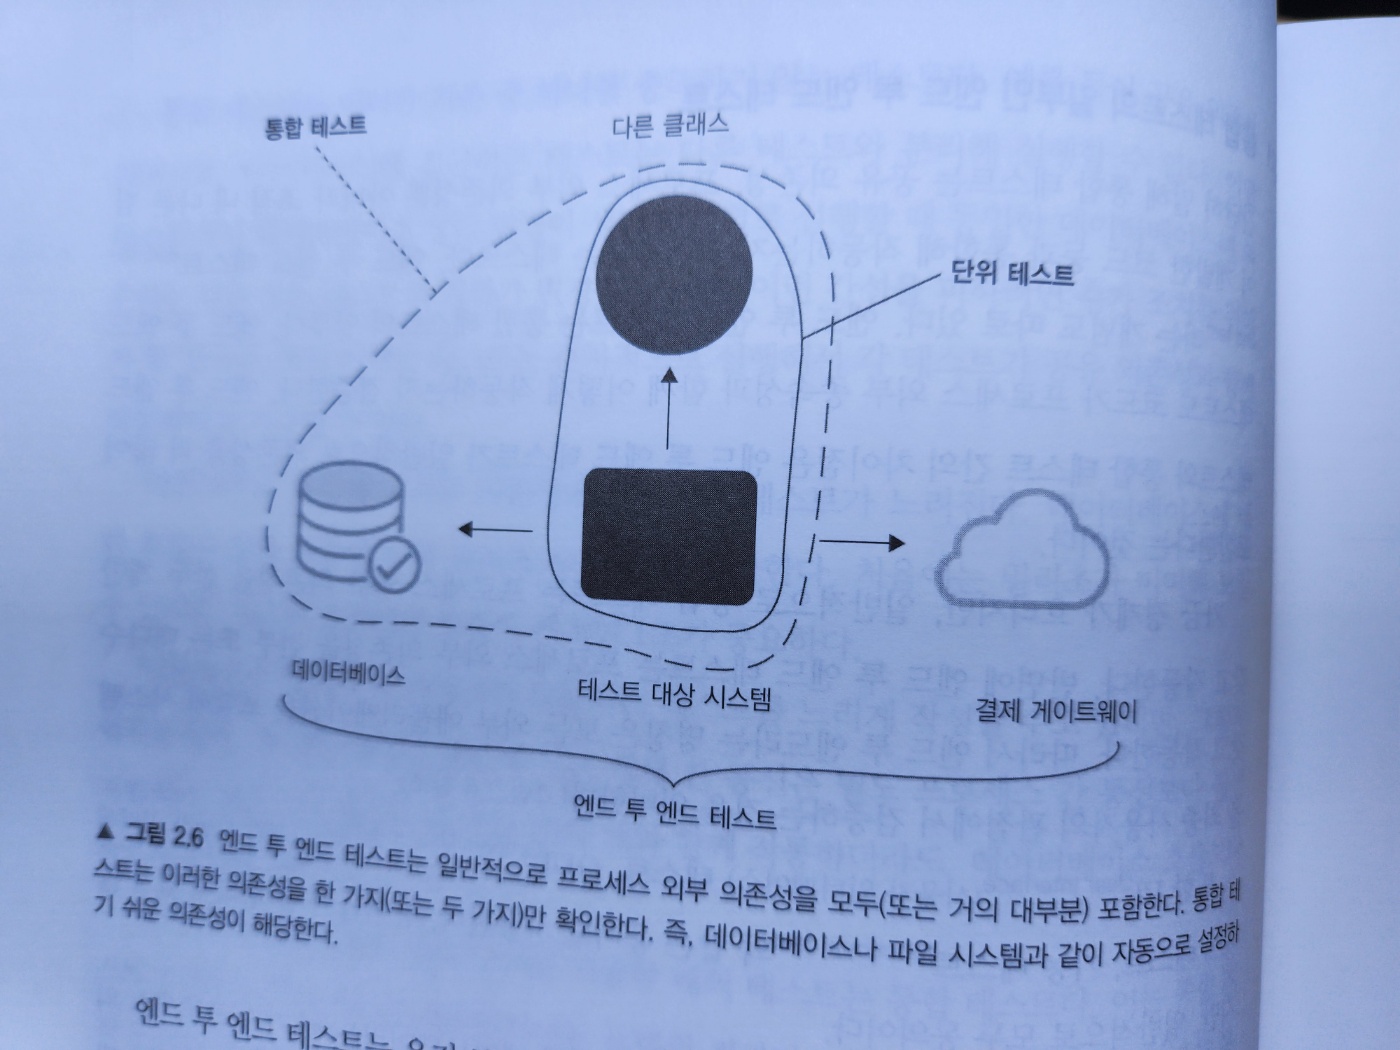 통합 테스트
다른 클래스
단위 테스트
데이터베이스
테스트 대상 시스템
결제 게이트웨이
엔드 투 엔드 테스트
▲ 그림 2.6 엔드 투 엔드 테스트는 일반적으로 프로세스 외부 의존성을 모두(또는 거의 대부분) 포함한다. 통합 테
스트는 이러한 의존성을 한 가지(또는 두 가지)만 확인한다. 즉, 데이터베이스나 파일 시스템과 같이 자동으로 설정하
기 쉬운 의존성이 해당한다.
엔드 투 엔드 테스트는